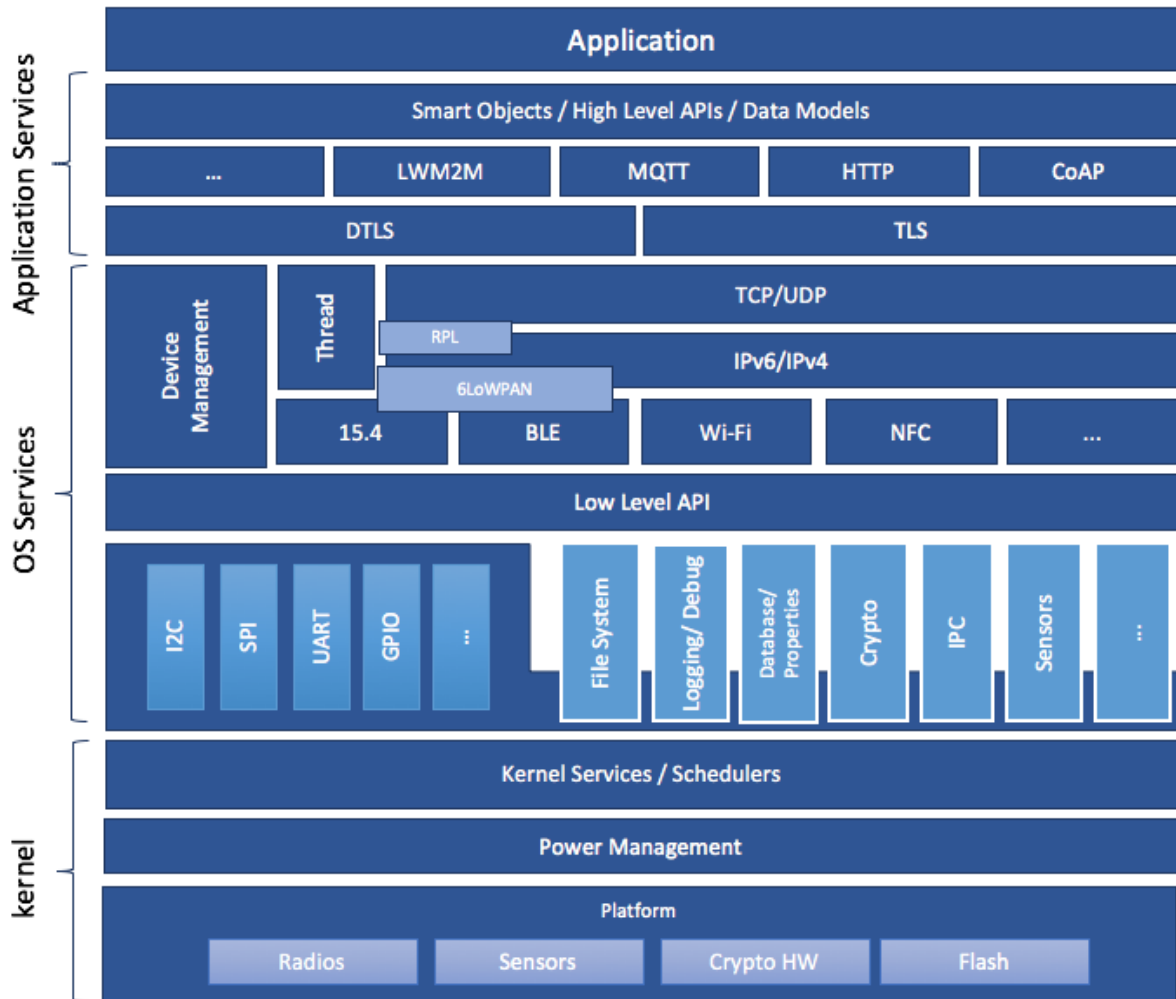 Application
Application Services
Smart Objects / High Level APIs / Data Models
...
LWM2M
MQTT
HTTP
CoAP
DTLS
TLS
OS Services
Device
Management
Thread
TCP/UDP
RPL
IPv6/IPv4
6LoWPAN
15.4
BLE
Wi-Fi
NFC
...
Low Level API
I2C
SPI
UART
GPIO
...
File System
Logging/ Debug
Database/
Properties
Crypto
IPC
Sensors
...
kernel
Kernel Services / Schedulers
Power Management
Platform
Radios
Sensors
Crypto HW
Flash